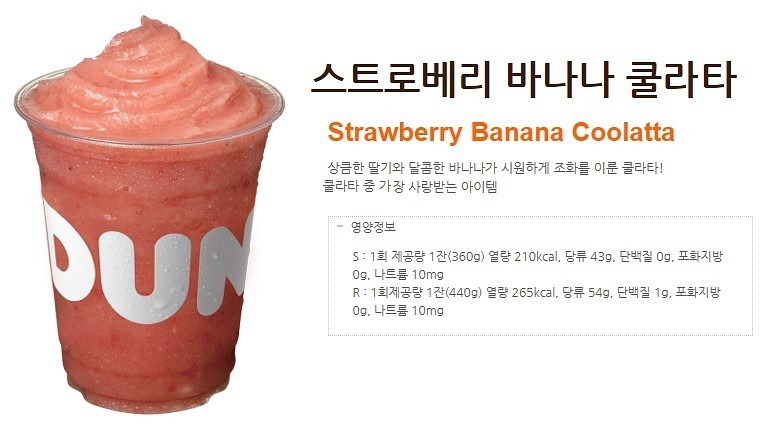 스트로베리 바나나 쿨라타
Strawberry Banana Coolatta
상큼한 딸기와 달콤한 바나나가 시원하게 조화를 이룬 쿨라타!
쿨라타 중 가장 사랑받는 아이템
– 영양정보
S : 1회 제공량 1잔(360g) 열량 210kcal, 당류 43g, 단백질 0g, 포화지방
0g, 나트륨 10mg
R : 1회제공량 1잔(440g) 열량 265kcal, 당류 54g, 단백질 1g, 포화지방
0g, 나트륨 10mg
DUN